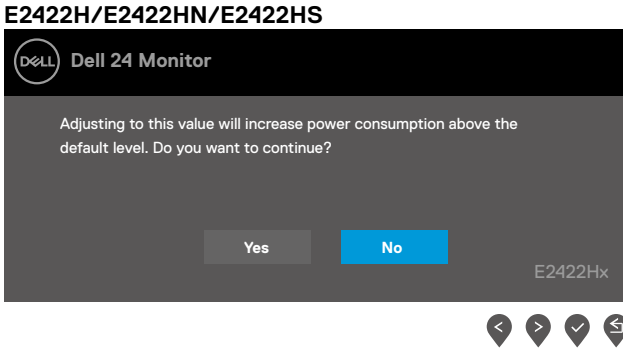 E2422H/E2422HN/E2422HS
DELL Dell 24 Monitor
Adjusting to this value will increase power consumption above the
default level. Do you want to continue?
Yes No
E2422Hx